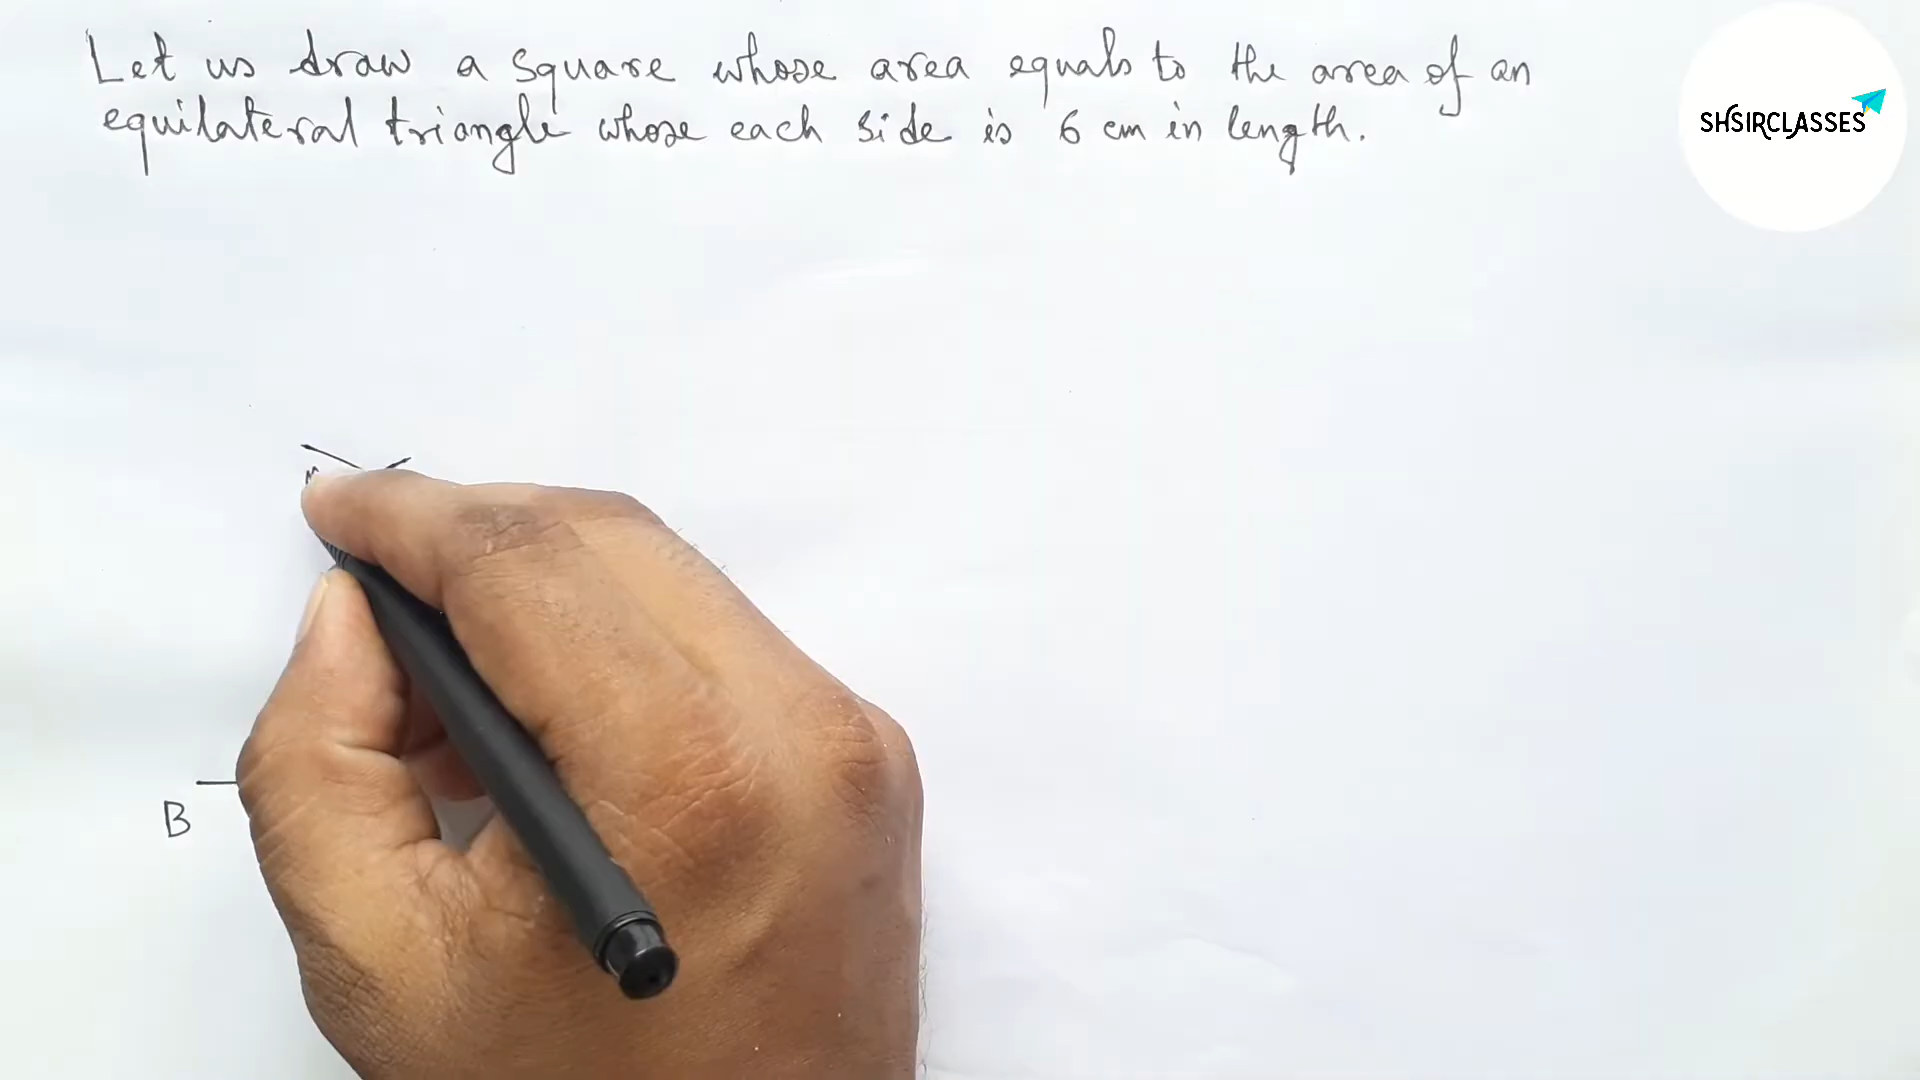 Let us draw a square whose area equals to the area of an
equilateral triangle whose each side is 6 cm in length.
SHSIRCLASSES
B